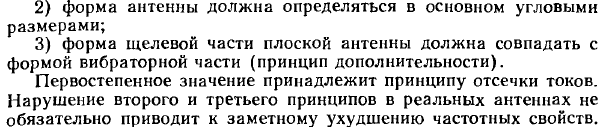 2) форма антенны должна определяться в основном угловыми
размерами;
3) форма щелевой части плоской антенны должна совпадать с
формой вибраторной части (принцип дополнительности).
Первостепенное значение принадлежит принципу отсечки токов.
Нарушение второго и третьего принципов в реальных антеннах не
обязательно приводит к заметному ухудшению частотных свойств.